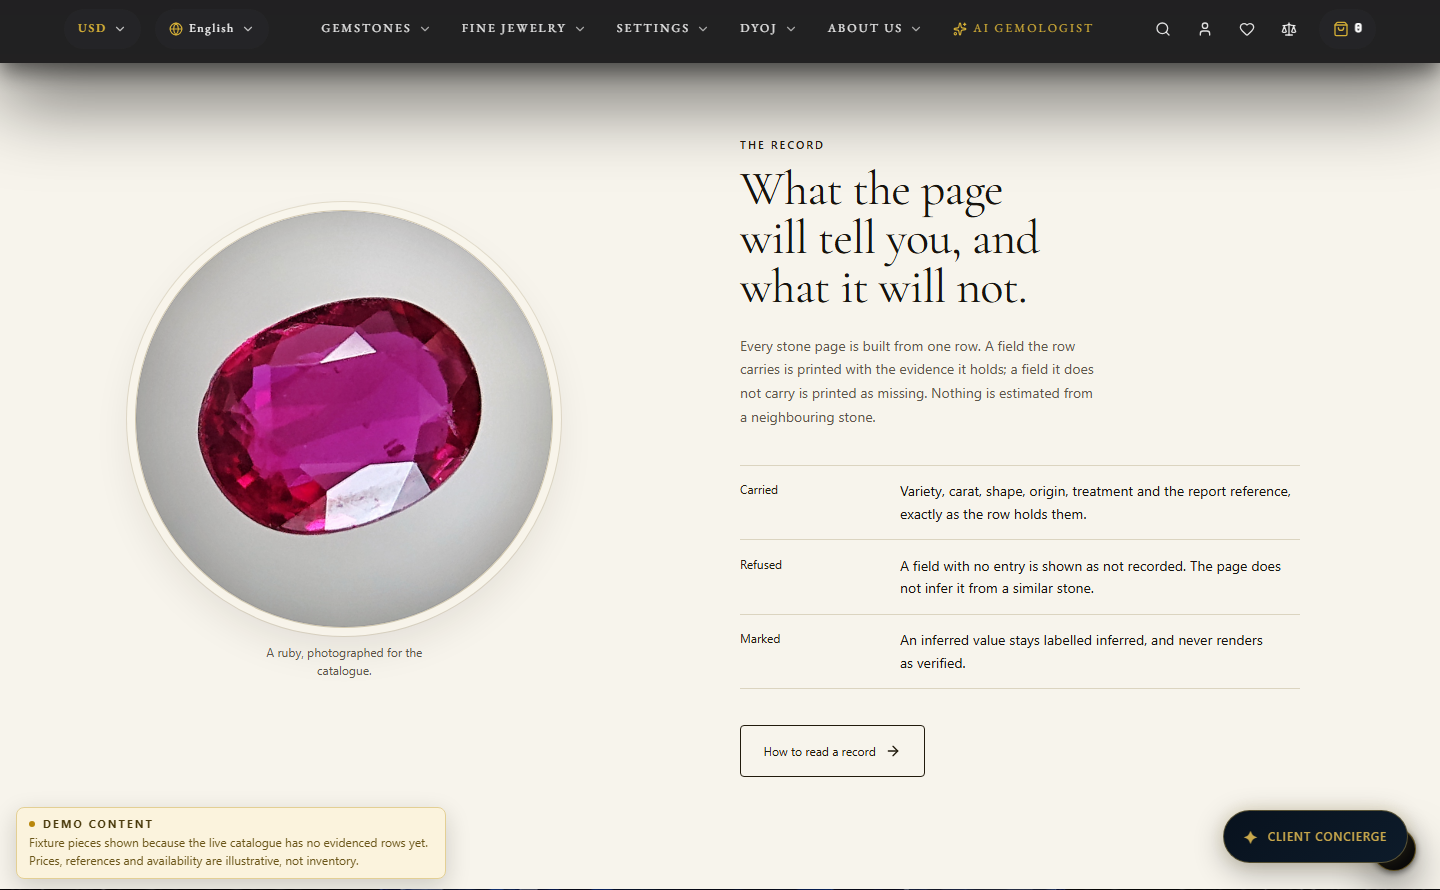 USD
English
GEMSTONES
FINE JEWELRY
SETTINGS
DYOJ
ABOUT US
AI GEMOLOGIST
0
THE RECORD
What the page
will tell you, and
what it will not.
Every stone page is built from one row. A field the row
carries is printed with the evidence it holds; a field it does
not carry is printed as missing. Nothing is estimated from
a neighbouring stone.
Carried
Variety, carat, shape, origin, treatment and the report reference,
exactly as the row holds them.
Refused
A field with no entry is shown as not recorded. The page does
not infer it from a similar stone.
Marked
An inferred value stays labelled inferred, and never renders
as verified.
How to read a record
A ruby, photographed for the
catalogue.
DEMO CONTENT
Fixture pieces shown because the live catalogue has no evidenced rows yet.
Prices, references and availability are illustrative, not inventory.
CLIENT CONCIERGE